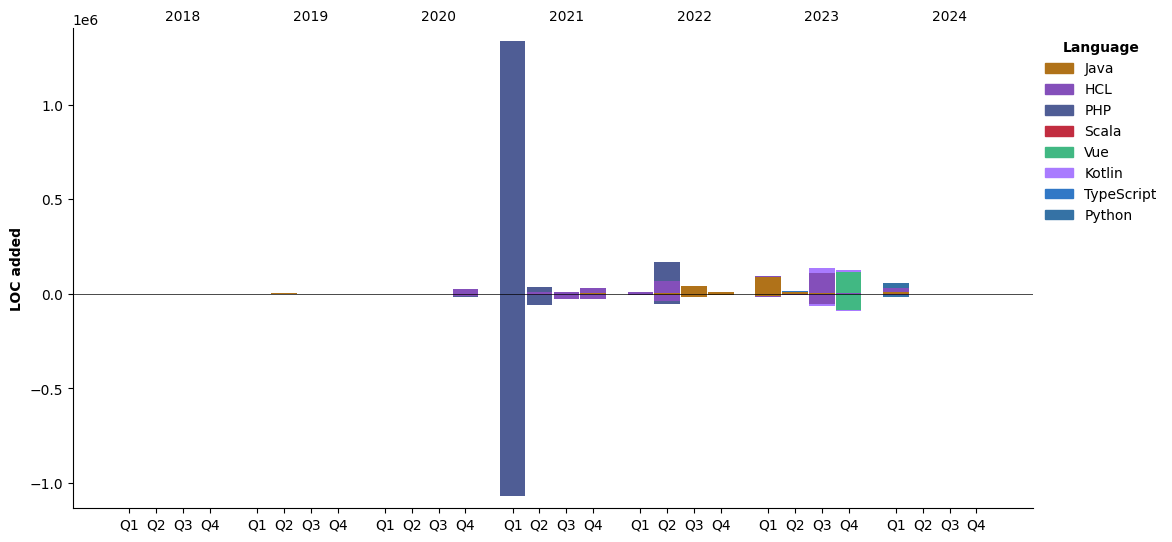 2018 2019 2020 2021 2022 2023 2024
1e6
Language
Java
HCL
PHP
Scala
Vue
Kotlin
TypeScript
Python
LOC added
1.0
0.5
0.0
−0.5
−1.0
Q1 Q2 Q3 Q4 Q1 Q2 Q3 Q4 Q1 Q2 Q3 Q4 Q1 Q2 Q3 Q4 Q1 Q2 Q3 Q4 Q1 Q2 Q3 Q4 Q1 Q2 Q3 Q4